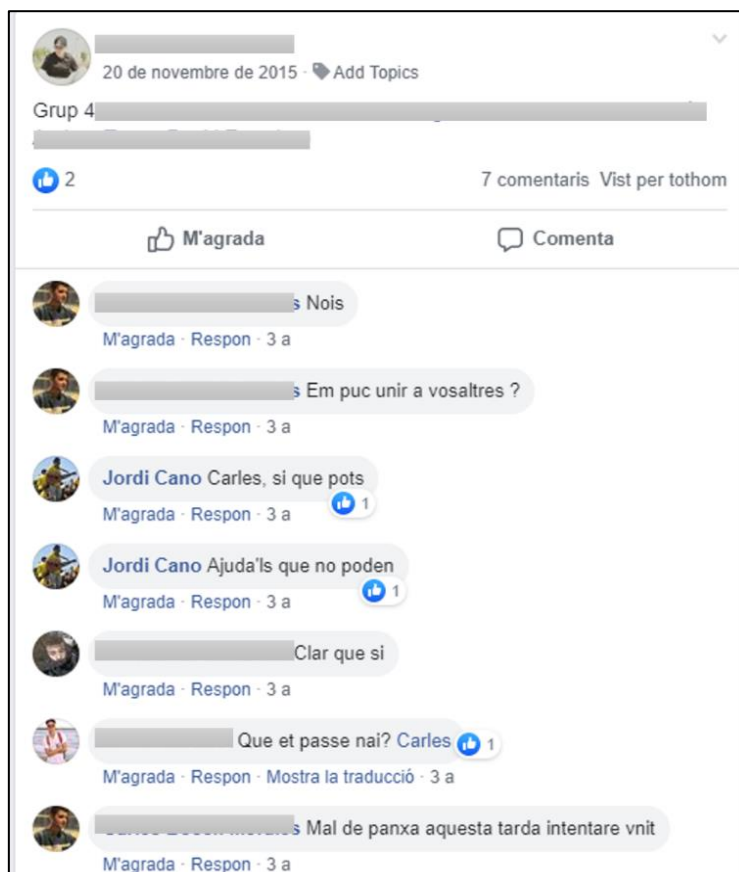 20 de novembre de 2015 · Add Topics
Grup 4
2
7 comentaris Vist per tothom
M'agrada
Comenta
s Nois
M'agrada · Respon · 3 a
s Em puc unir a vosaltres ?
M'agrada · Respon · 3 a
Jordi Cano Carles, si que pots
1
M'agrada · Respon · 3 a
Jordi Cano Ajuda'ls que no poden
1
M'agrada · Respon · 3 a
Clar que si
M'agrada · Respon · 3 a
Que et passe nai? Carles
1
M'agrada · Respon · Mostra la traducció · 3 a
s Mal de panxa aquesta tarda intentare vnit
M'agrada · Respon · 3 a